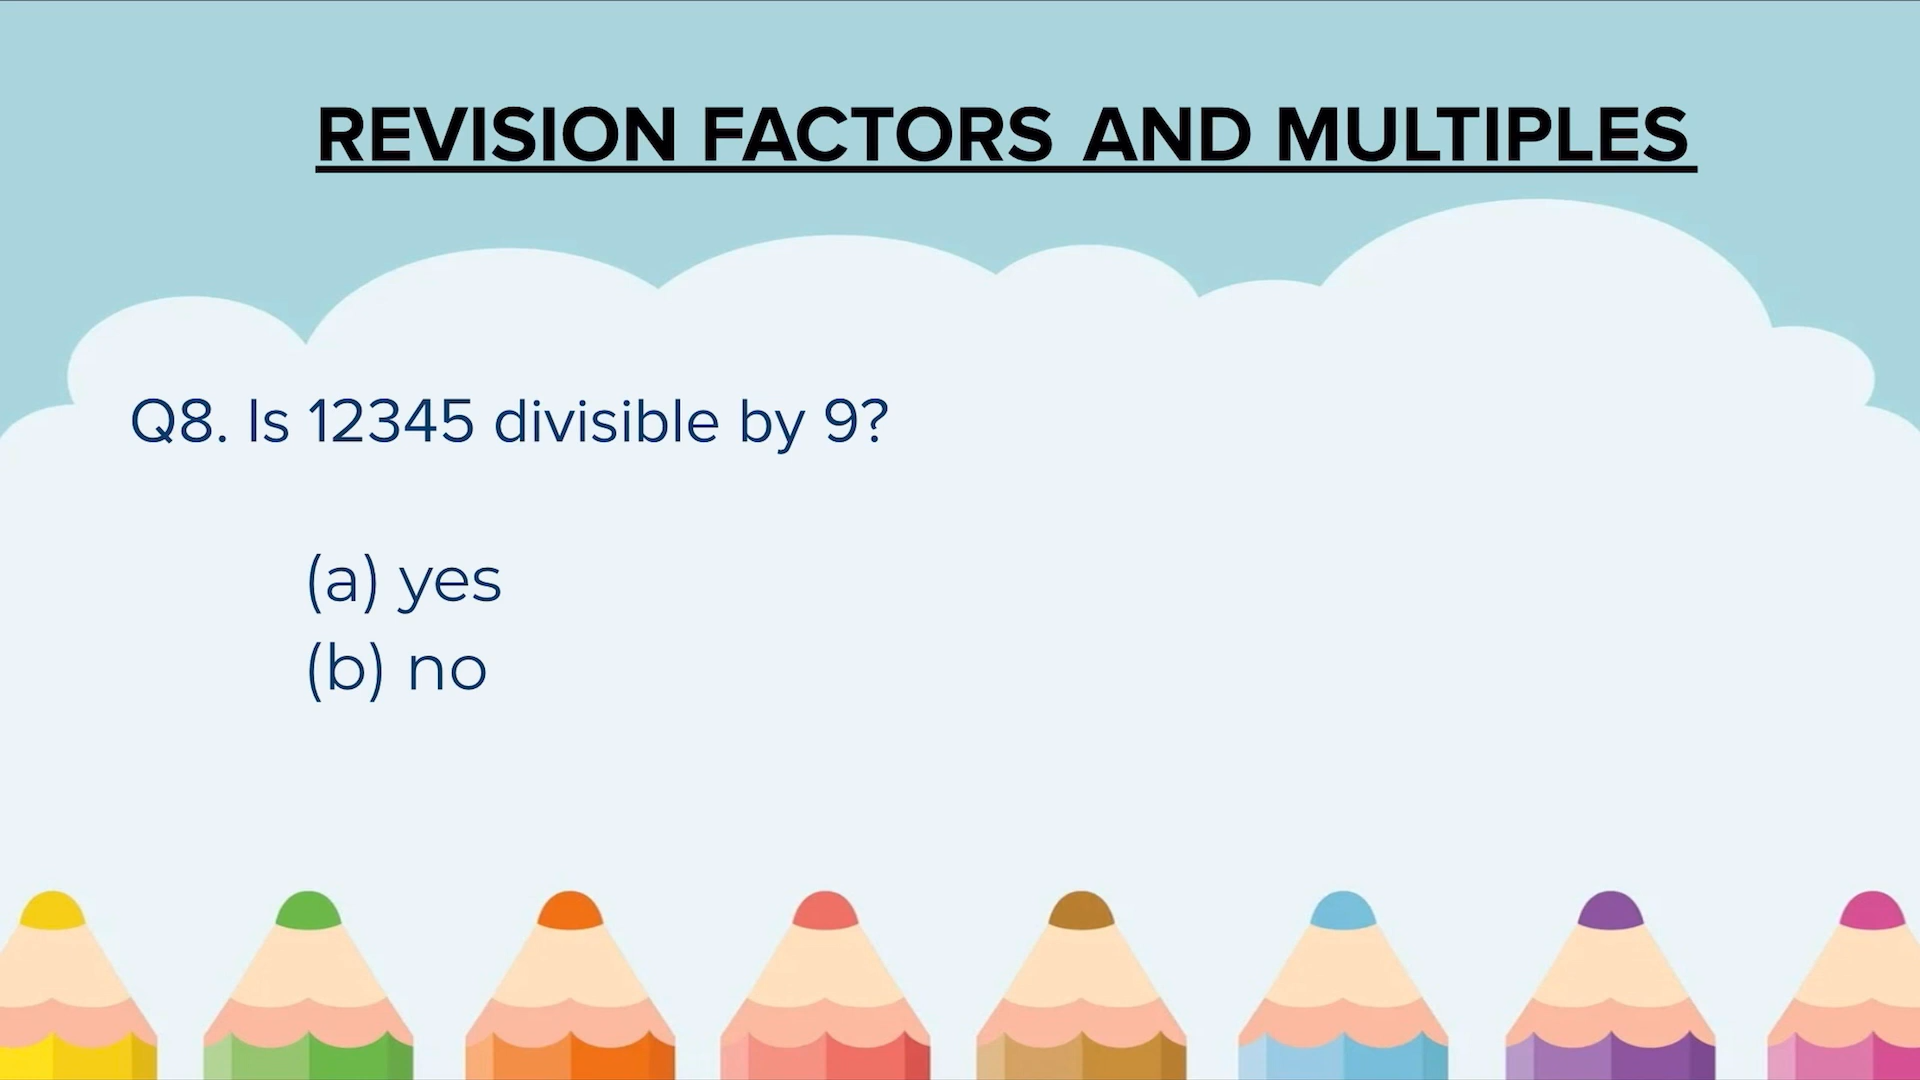 REVISION FACTORS AND MULTIPLES
Q8. Is 12345 divisible by 9?
(a) yes
(b) no